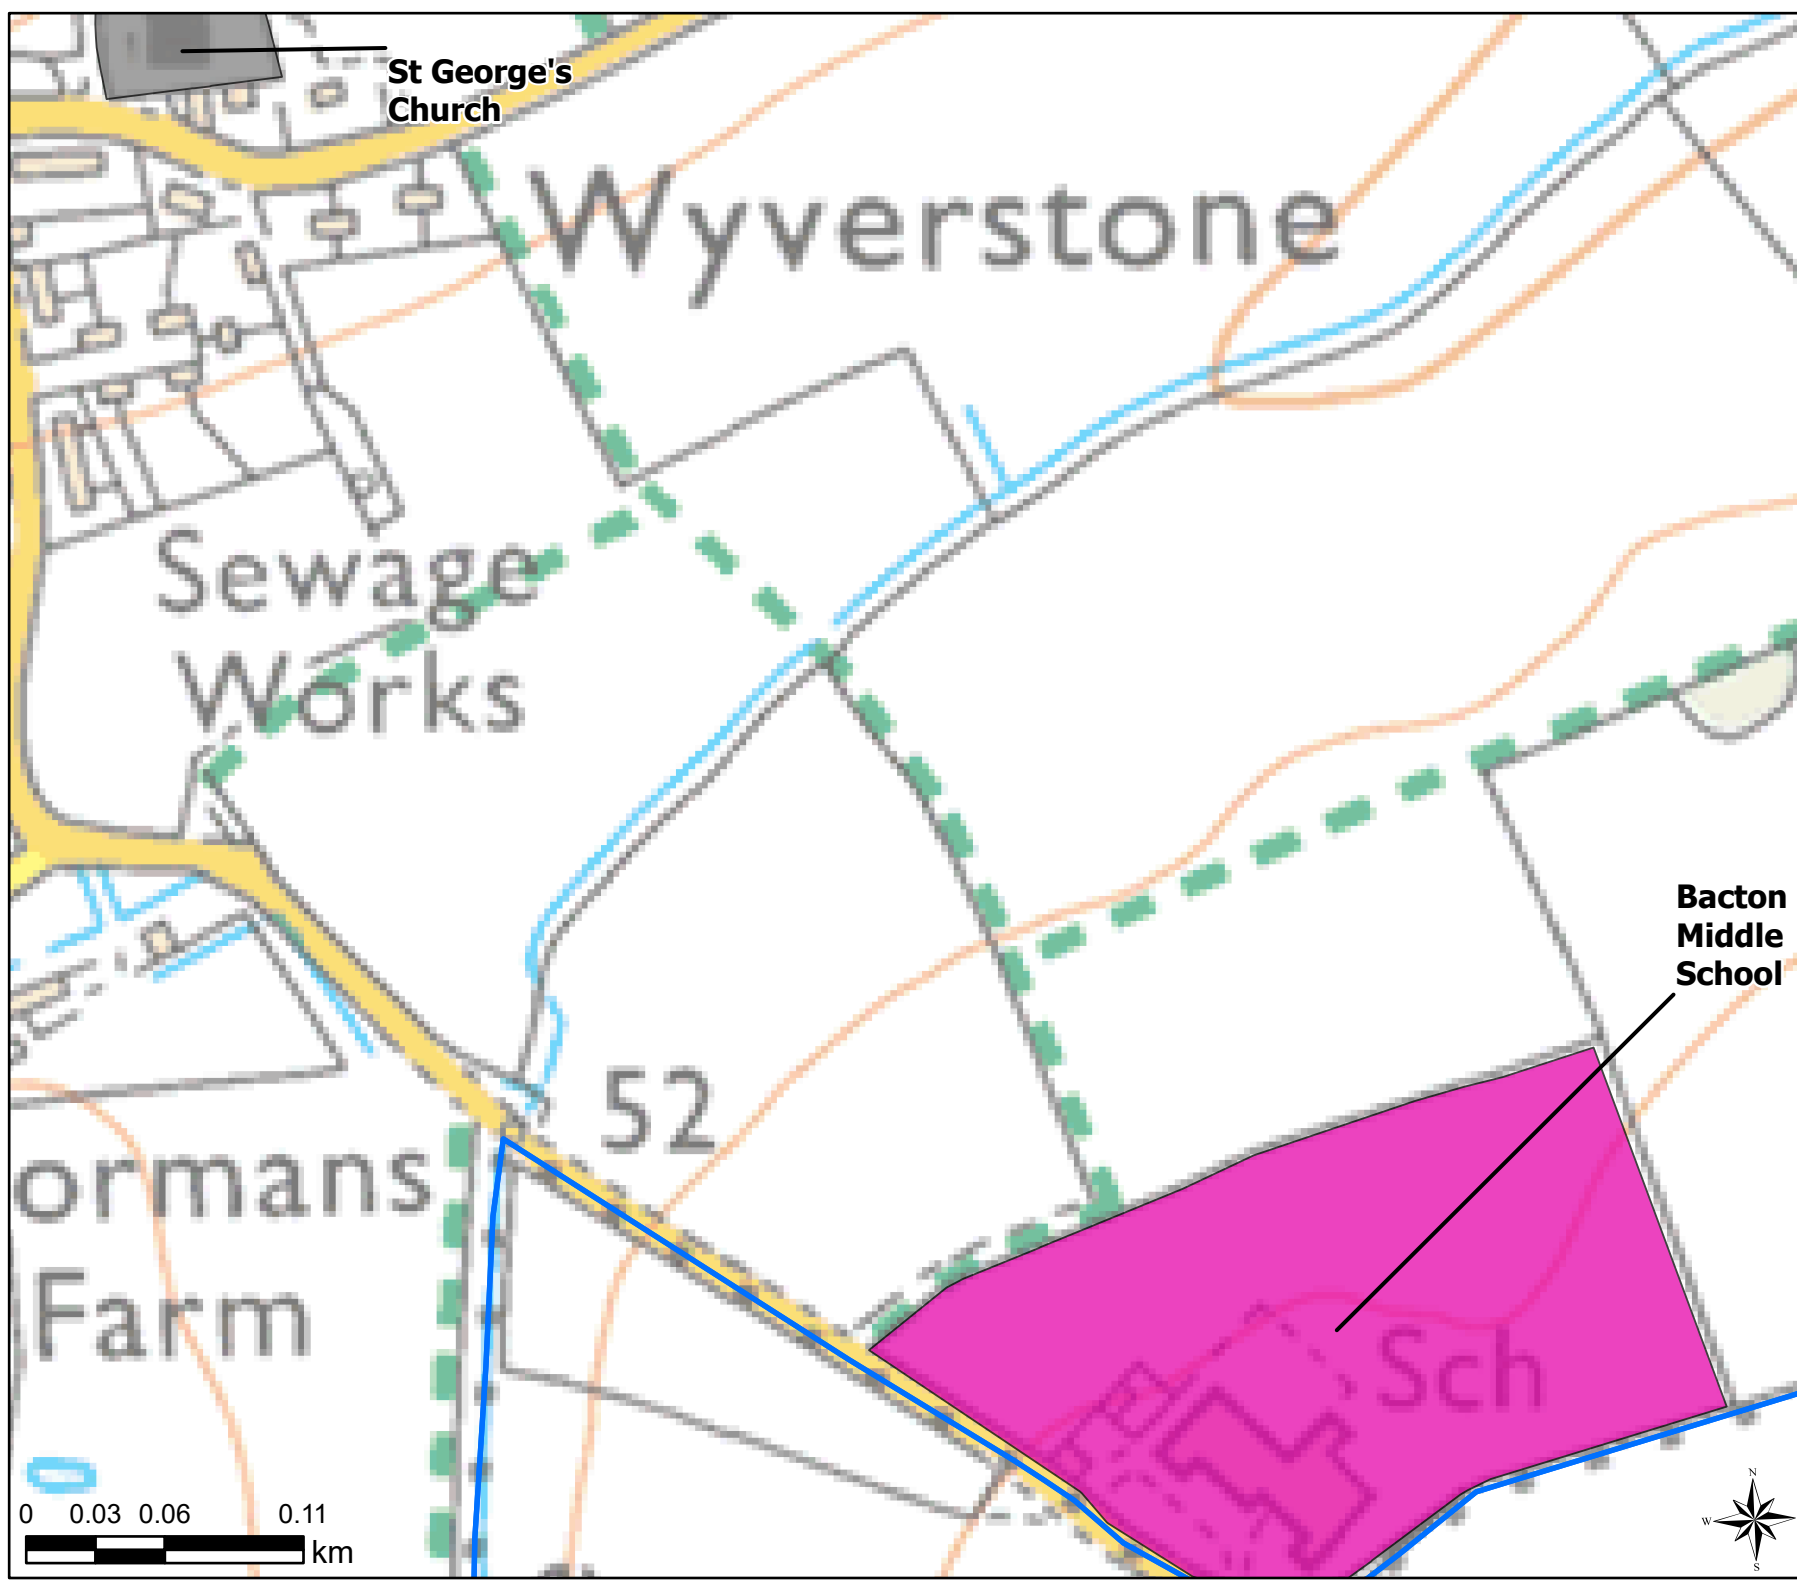 St George's
Church
Wyverstone
Sewage
Works
Bacton
Middle
School
52
ormans
Farm
Sch
0 0.03 0.06 0.11
km
N
W
S